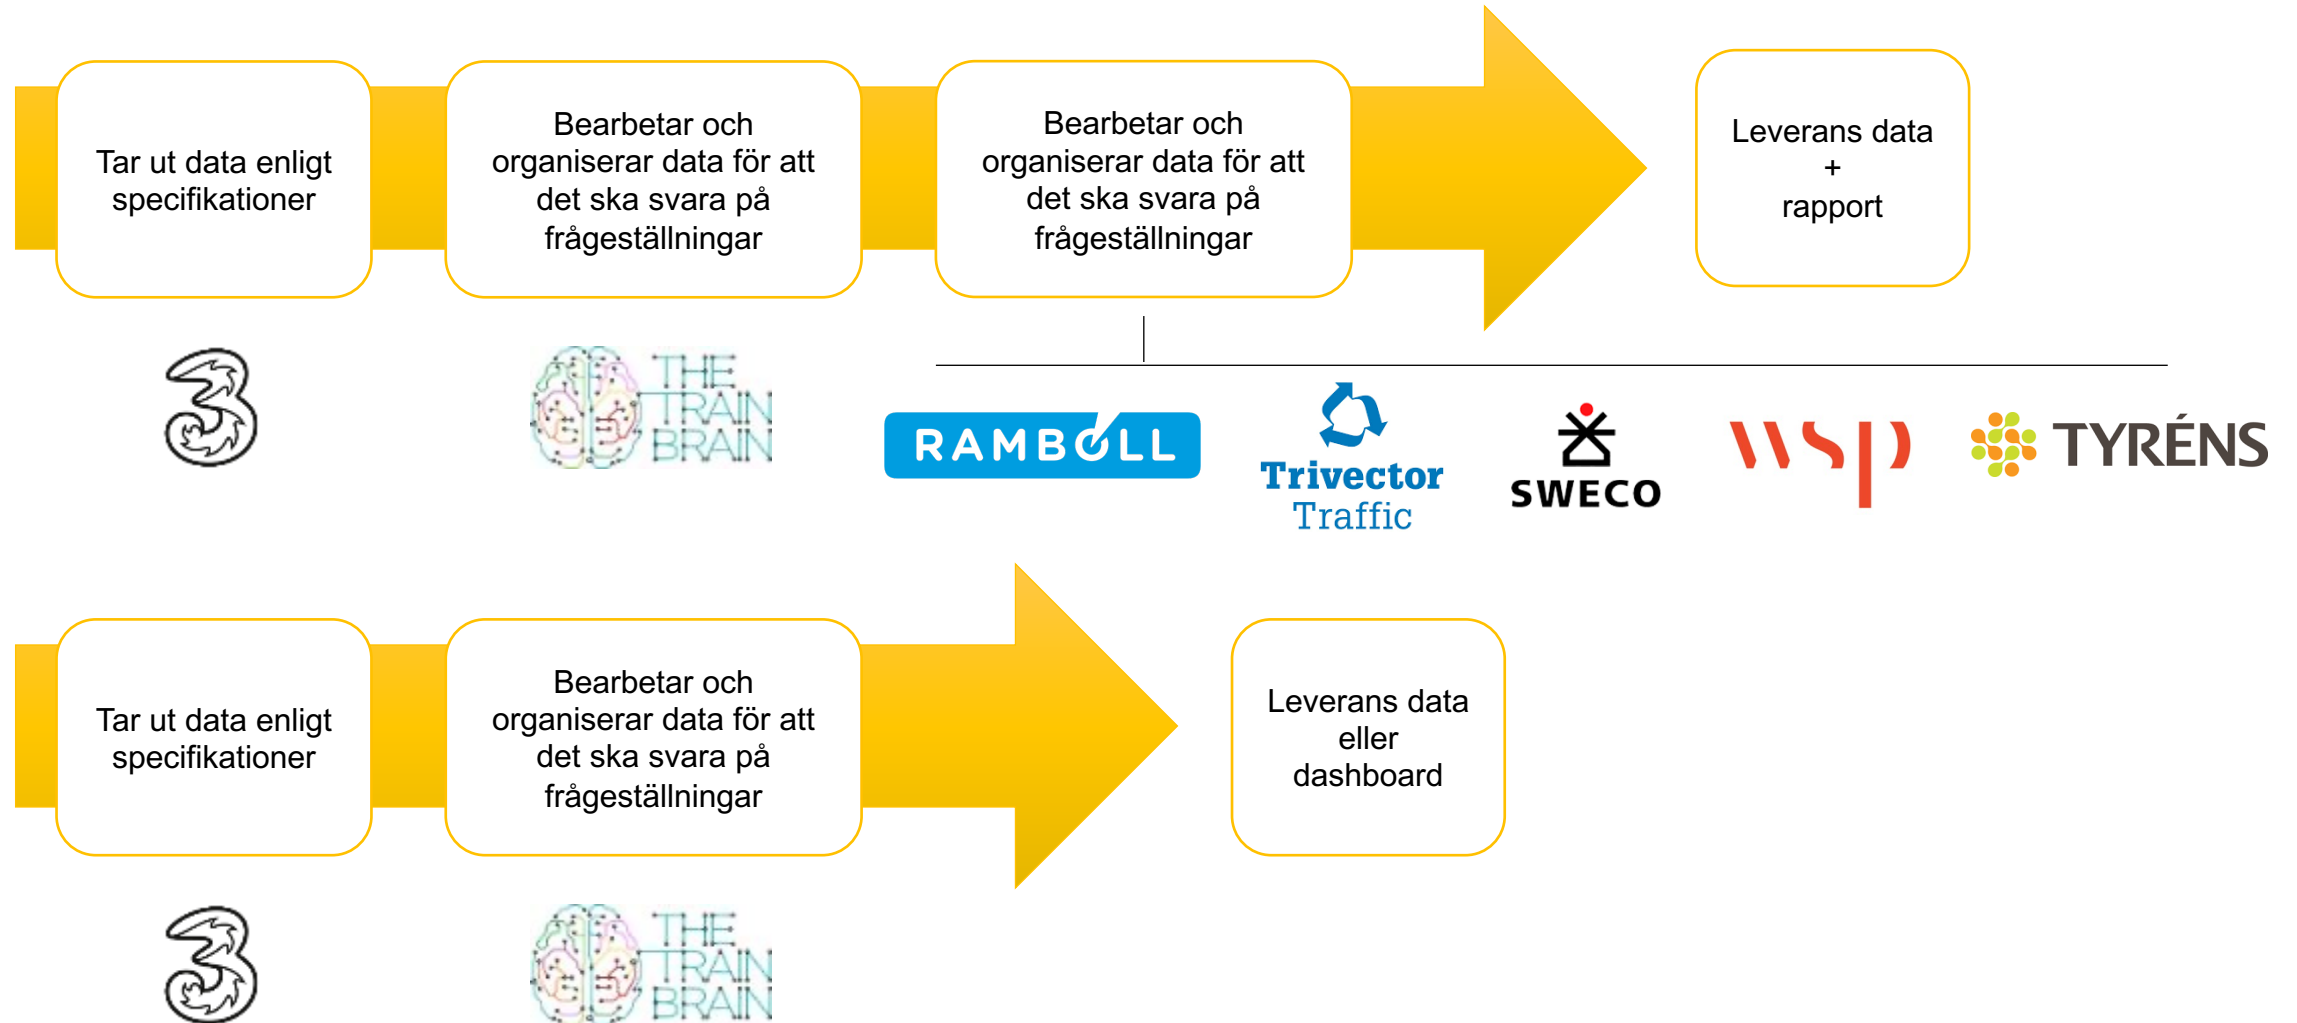 Tar ut data enligt
specifikationer
Bearbetar och
organiserar data för att
det ska svara på
frågeställningar
Bearbetar och
organiserar data för att
det ska svara på
frågeställningar
Leverans data
+
rapport
3
THE
TRAIN
BRAIN
RAMBOLL
Trivector
Traffic
SWECO
wsp
TYRÉNS
Tar ut data enligt
specifikationer
Bearbetar och
organiserar data för att
det ska svara på
frågeställningar
Leverans data
eller
dashboard
3
THE
TRAIN
BRAIN